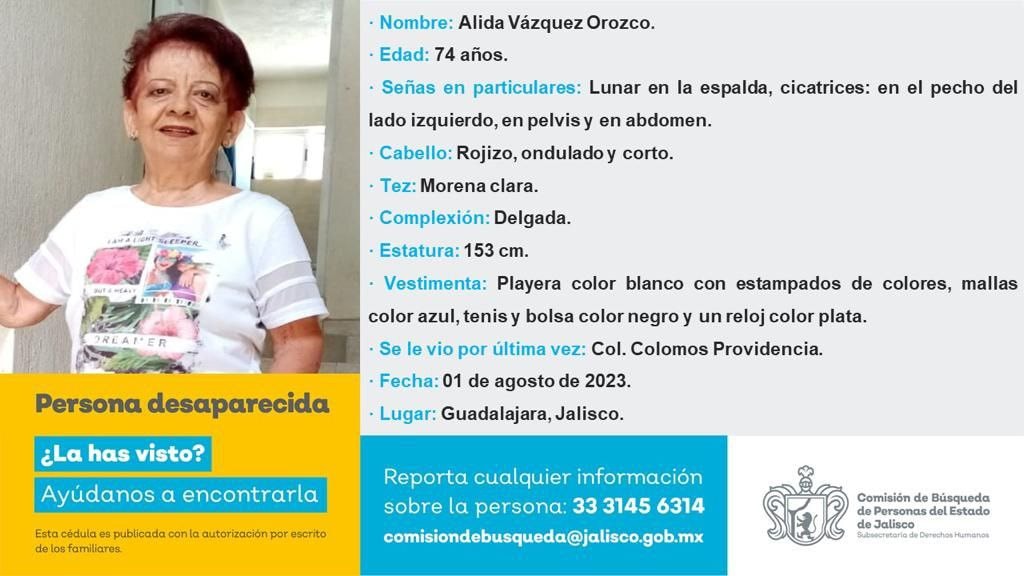 I AM A LIGHT SLEEPER,
BUT A HEAVY
DREAMER
Persona desaparecida
¿La has visto?
Ayúdanos a encontrarla
Esta cédula es publicada con la autorización por escrito
de los familiares.
· Nombre: Alida Vázquez Orozco.
· Edad: 74 años.
· Señas en particulares: Lunar en la espalda, cicatrices: en el pecho del
lado izquierdo, en pelvis y en abdomen.
· Cabello: Rojizo, ondulado y corto.
· Tez: Morena clara.
· Complexión: Delgada.
· Estatura: 153 cm.
· Vestimenta: Playera color blanco con estampados de colores, mallas
color azul, tenis y bolsa color negro y un reloj color plata.
· Se le vio por última vez: Col. Colomos Providencia.
· Fecha: 01 de agosto de 2023.
· Lugar: Guadalajara, Jalisco.
Reporta cualquier información
sobre la persona: 33 3145 6314
comisiondebusqueda@jalisco.gob.mx
Comisión de Búsqueda
de Personas del Estado
de Jalisco
Subsecretaría de Derechos Humanos